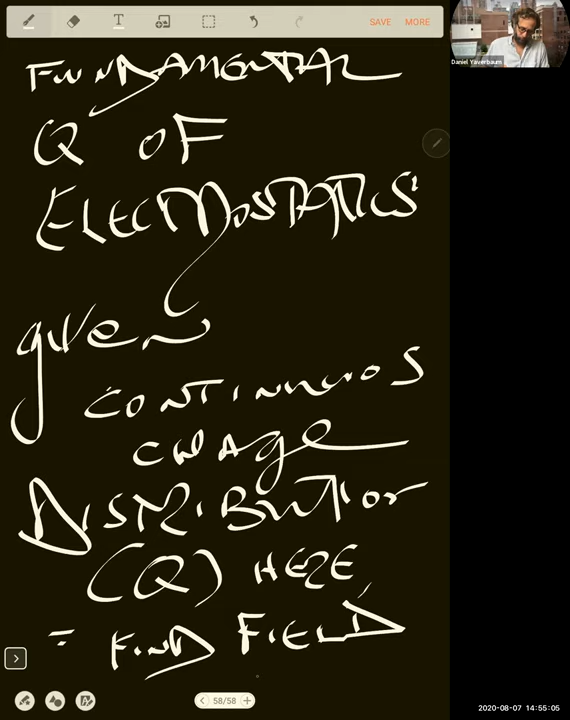 SAVE MORE
Daniel Yaverbaum
FUNDAMENTAL
Q OF
ELECTROSTATICS
given
CONTINUOUS
CHARGE
DISTRIBUTION
(Q) HERE,
= FIND FIELD
58/58
2020-08-07 14:55:05